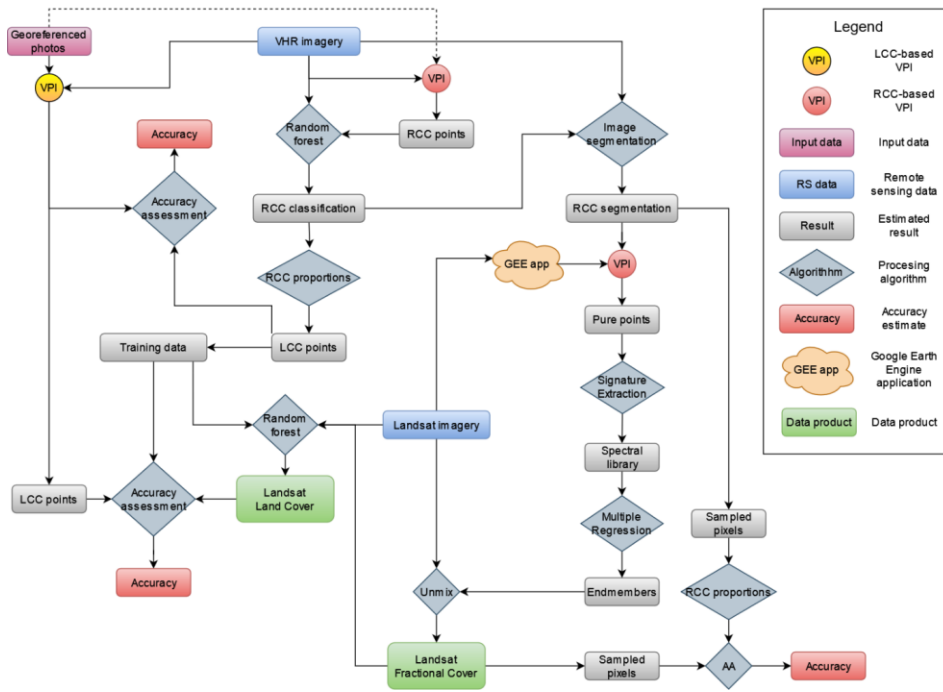 Georeferenced
photos
VHR imagery
VPI
VPI
Random
forest
RCC points
Image
segmentation
Accuracy
Accuracy
assessment
RCC classification
RCC segmentation
RCC proportions
GEE app
VPI
Training data
LCC points
Pure points
Signature
Extraction
Random
forest
Landsat imagery
Spectral
library
LCC points
Accuracy
assessment
Landsat
Land Cover
Multiple
Regression
Sampled
pixels
Accuracy
Unmix
Endmembers
RCC proportions
Landsat
Fractional Cover
Sampled
pixels
AA
Accuracy
Legend
VPI
LCC-based
VPI
VPI
RCC-based
VPI
Input data
Input data
RS data
Remote
sensing data
Result
Estimated
result
Algorithhm
Procesing
algorithm
Accuracy
Accuracy
estimate
GEE app
Google Earth
Engine
application
Data product
Data product